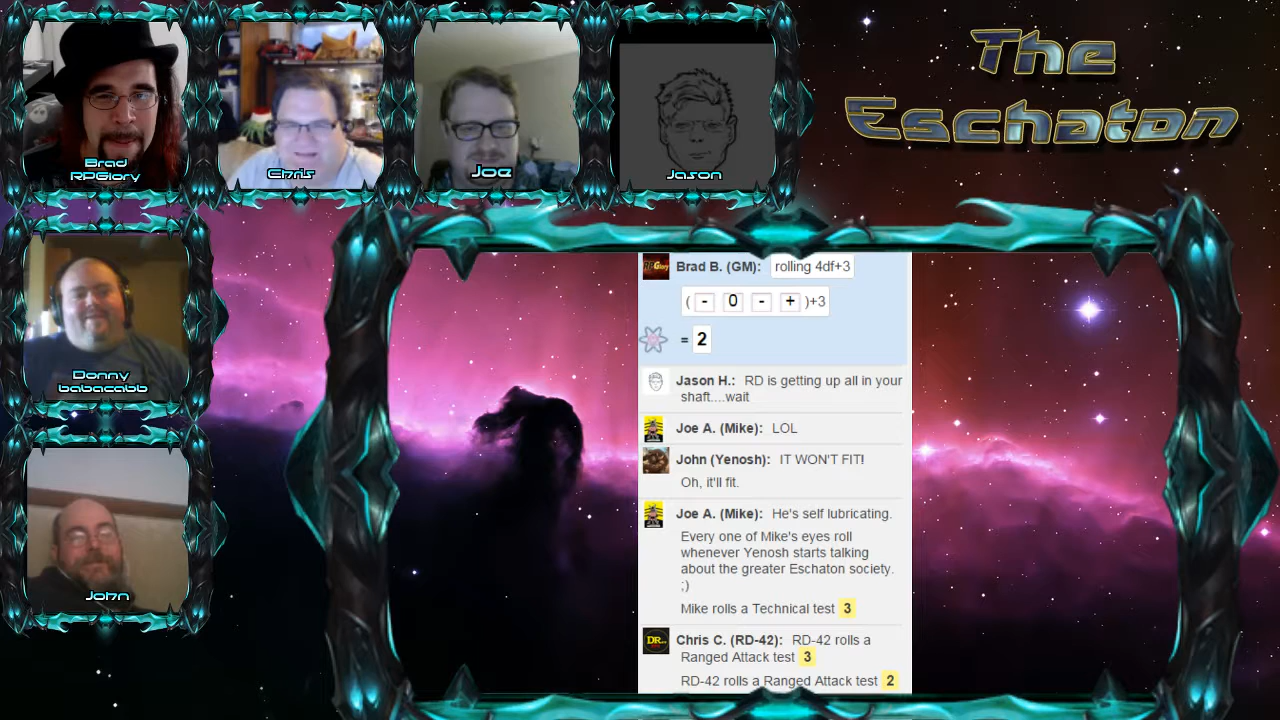 The
Eschaton
Brad
RPGlory
Chris
Joe
Jason
Donny
babacabb
John
Brad B. (GM): rolling 4df+3
( - 0 - + )+3
= 2
Jason H.: RD is getting up all in your
shaft....wait
Joe A. (Mike): LOL
John (Yenosh): IT WON'T FIT!
Oh, it'll fit.
Joe A. (Mike): He's self lubricating.
Every one of Mike's eyes roll
whenever Yenosh starts talking
about the greater Eschaton society.
;)
Mike rolls a Technical test 3
Chris C. (RD-42): RD-42 rolls a
Ranged Attack test 3
RD-42 rolls a Ranged Attack test 2